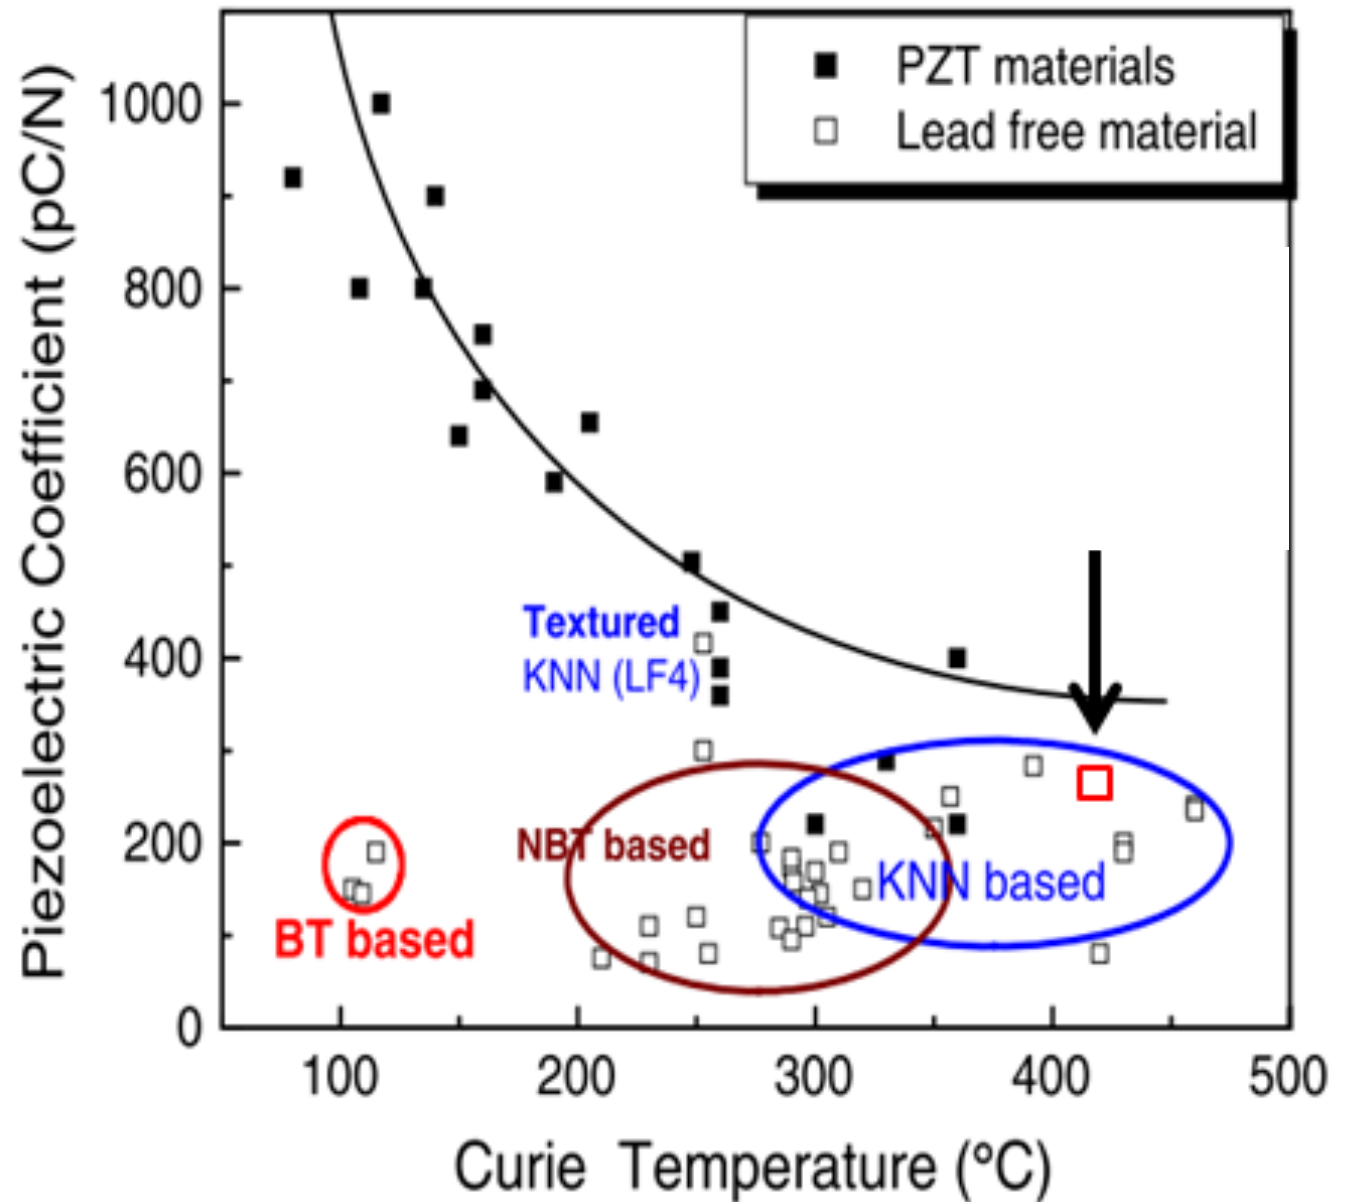 Piezoelectric Coefficient (pC/N)
1000
800
600
400
200
0
PZT materials
Lead free material
Textured
KNN (LF4)
NBT based
KNN based
BT based
100
200
300
400
500
Curie Temperature (°C)